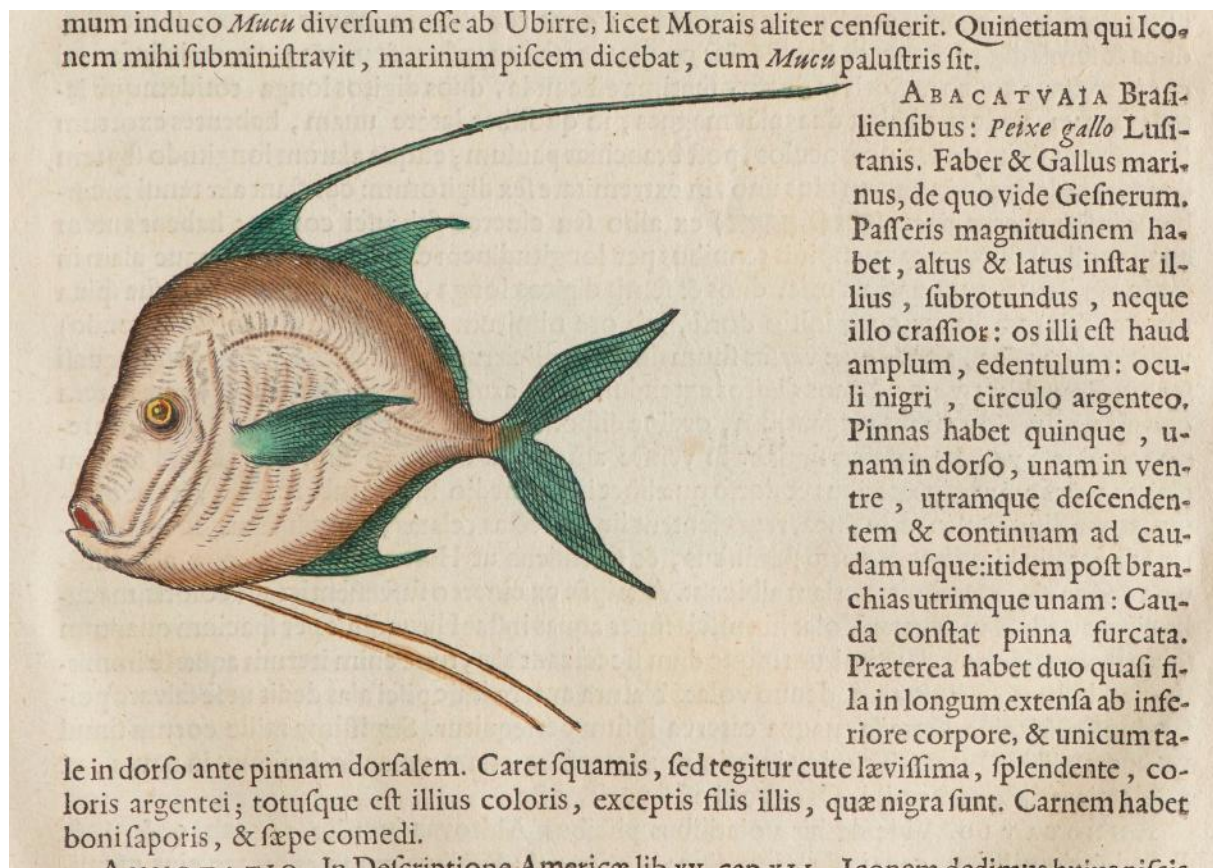 mum induco Mucu diverſum eſſe ab Ubirre, licet Morais aliter cenſuerit. Quinetiam qui Ico-
nem mihi ſubminiſtravit, marinum piſcem dicebat, cum Mucu paluſtris ſit.
ABACATVAIA Braſi-
lienſibus: Peixe gallo Luſi-
tanis. Faber & Gallus mari-
nus, de quo vide Geſnerum.
Paſſeris magnitudinem ha-
bet, altus & latus inſtar il-
lius, ſubrotundus, neque
illo craſſior: os illi eſt haud
amplum, edentulum: ocu-
li nigri, circulo argenteo.
Pinnas habet quinque, u-
nam in dorſo, unam in ven-
tre, utramque deſcenden-
tem & continuam ad cau-
dam uſque: itidem poſt bran-
chias utrimque unam: Cau-
da conſtat pinna furcata.
Præterea habet duo quaſi fi-
la in longum extenſa ab infe-
riore corpore, & unicum ta-
le in dorſo ante pinnam dorſalem. Caret ſquamis, ſed tegitur cute læviſſima, ſplendente, co-
loris argentei; totuſque eſt illius coloris, exceptis filis illis, quæ nigra ſunt. Carnem habet
boni ſaporis, & ſæpe comedi.
In Deſcriptione Americæ lib. xv. cap.